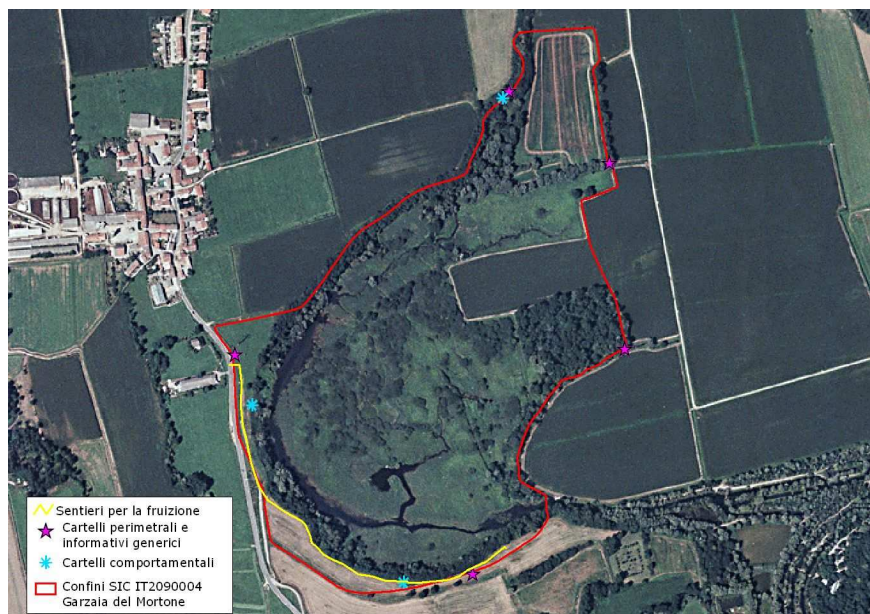 Sentieri per la fruizione
Cartelli perimetrali e
informativi generici
Cartelli comportamentali
Confini SIC IT2090004
Garzaia del Mortone